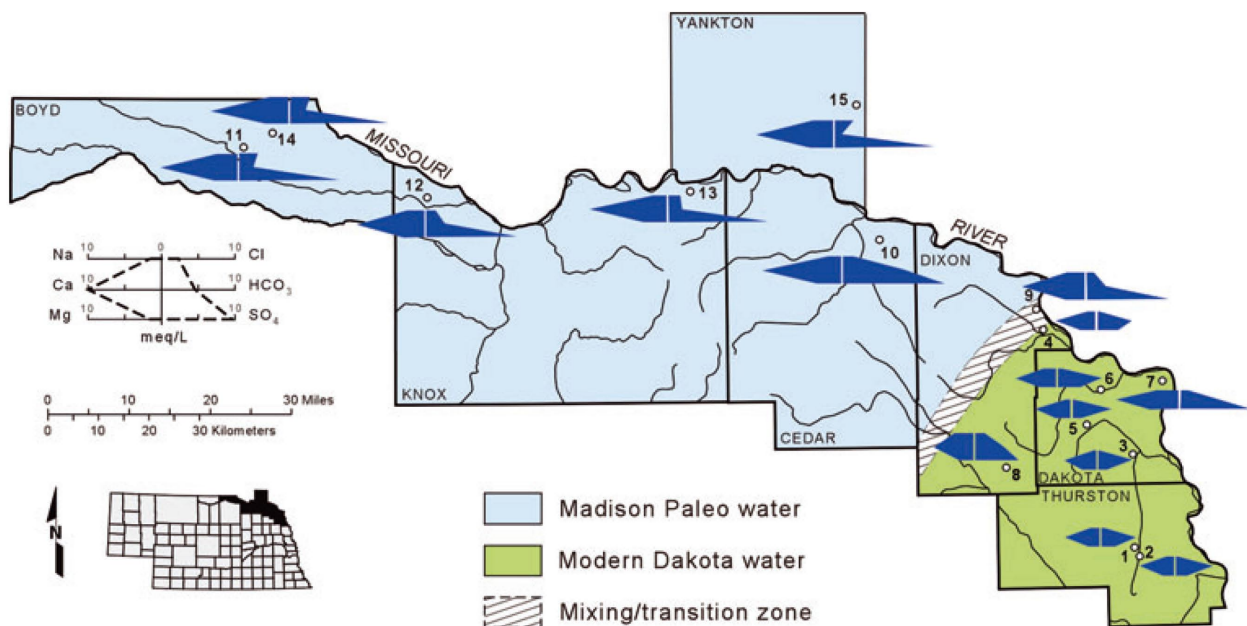 YANKTON
BOYD
15
11
14
MISSOURI
12
13
RIVER
10
DIXON
Na 10 0 10 Cl
Ca 10 10 HCO3
Mg 10 10 SO4
meq/L
9
4
6
7
KNOX
0 10 20 30 Miles
0 10 20 30 Kilometers
5
CEDAR
3
8
DAKOTA
THURSTON
N
Madison Paleo water
Modern Dakota water
1 2
Mixing/transition zone